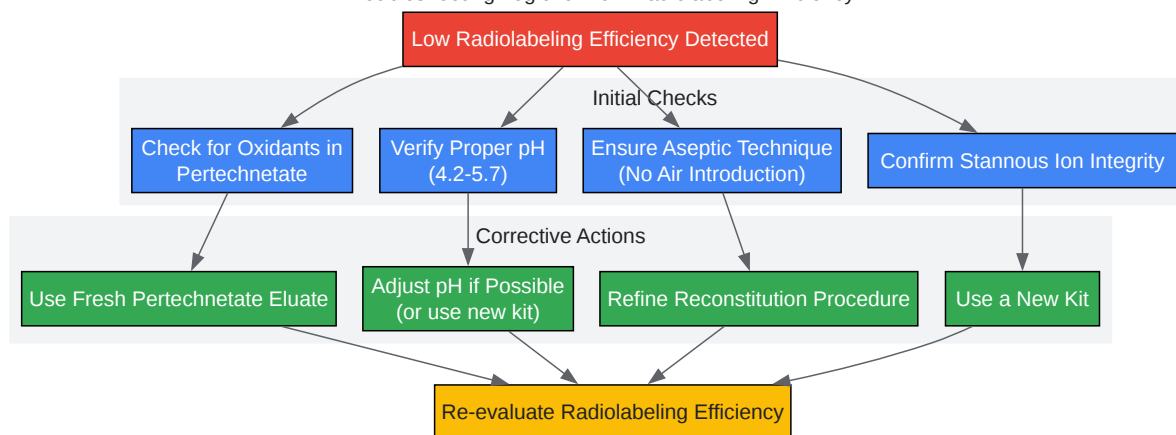 Low Radiolabeling Efficiency Detected
Initial Checks
Check for Oxidants in
Pertechnetate
Verify Proper pH
(4.2-5.7)
Ensure Aseptic Technique
(No Air Introduction)
Confirm Stannous Ion Integrity
Corrective Actions
Use Fresh Pertechnetate Eluate
Adjust pH if Possible
(or use new kit)
Refine Reconstitution Procedure
Use a New Kit
Re-evaluate Radiolabeling Efficiency